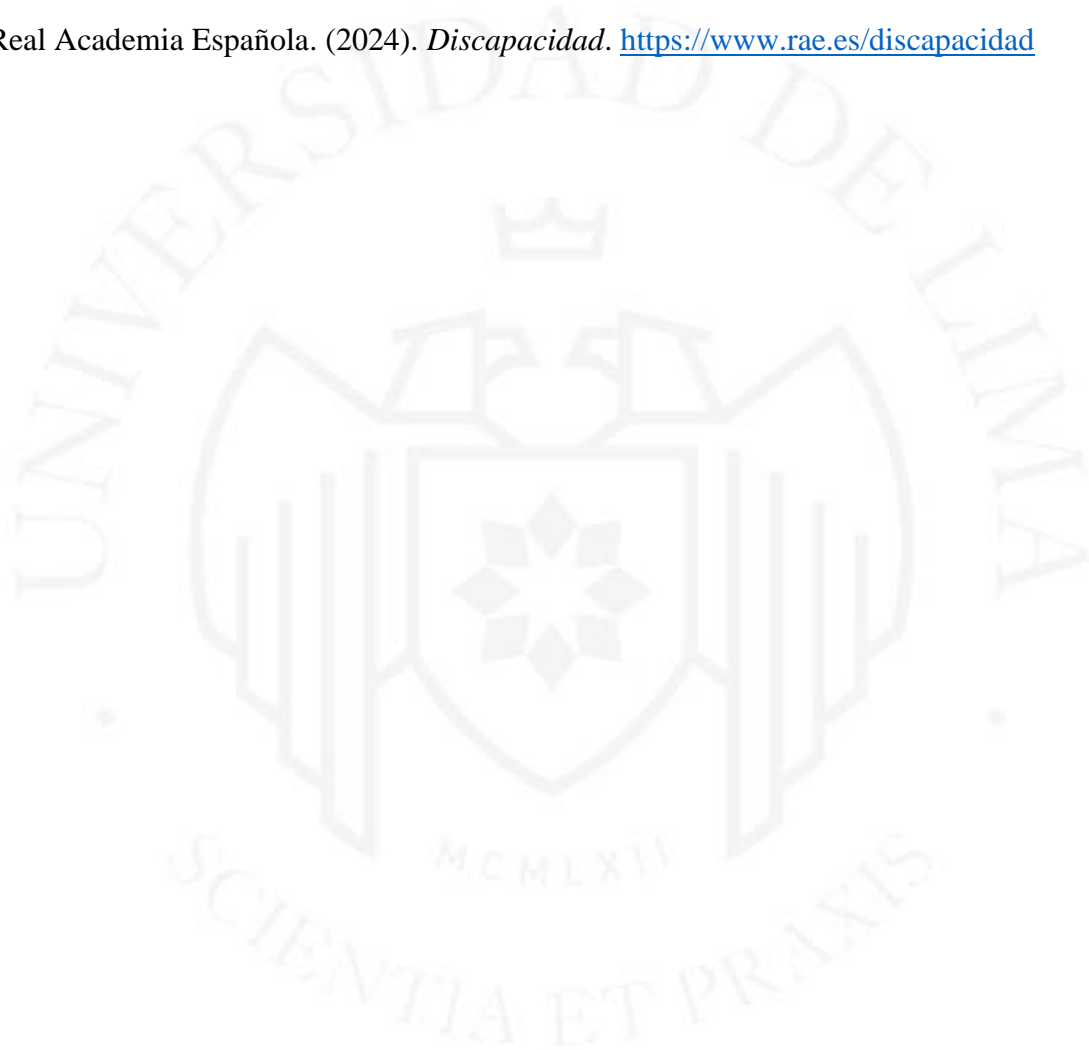 Real Academia Española. (2024). Discapacidad. https://www.rae.es/discapacidad
UNIVERSIDAD DE LIMA
MCMLXII
SCIENTIA ET PRAXIS